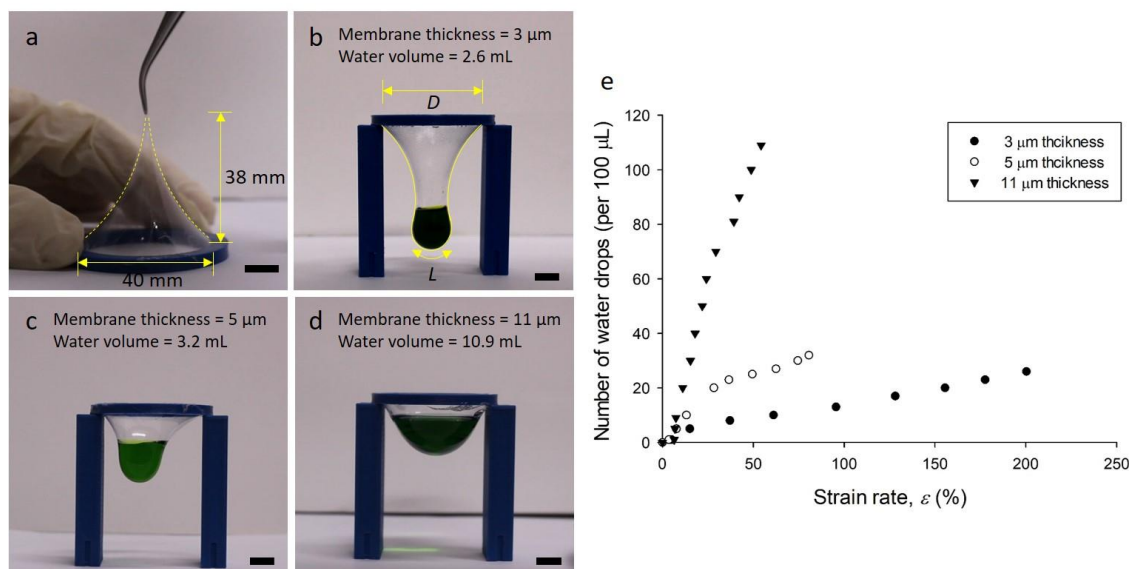 a
38 mm
40 mm
b
Membrane thickness = 3 µm
Water volume = 2.6 mL
D
L
c
Membrane thickness = 5 µm
Water volume = 3.2 mL
d
Membrane thickness = 11 µm
Water volume = 10.9 mL
e
Number of water drops (per 100 µL)
120
100
80
60
40
20
0
3 µm thcikness
5 µm thcikness
11 µm thickness
0 50 100 150 200 250
Strain rate, ε (%)